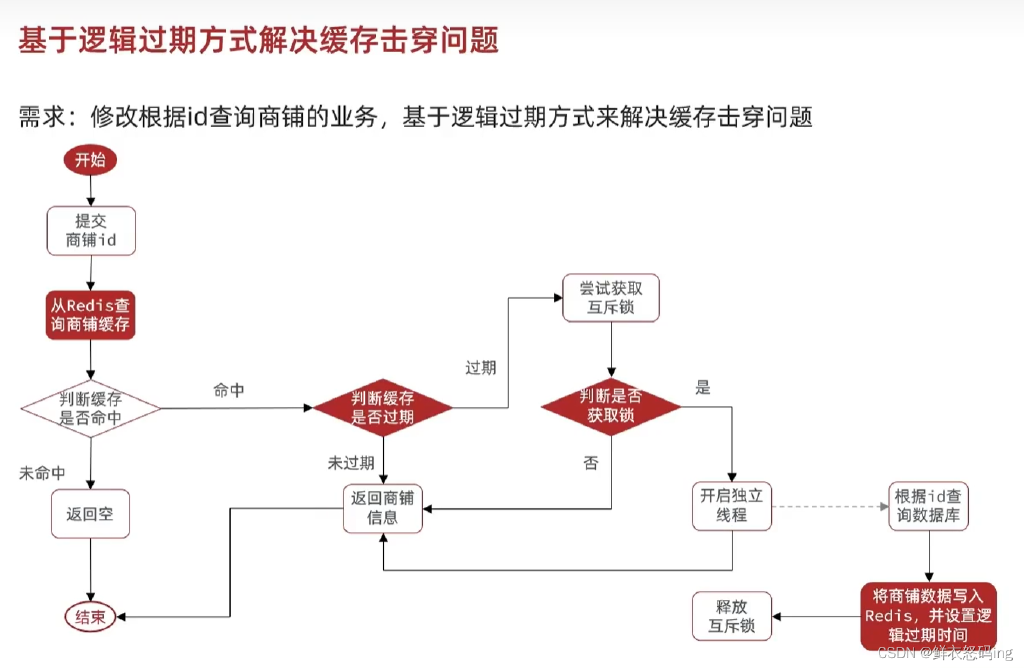 基于逻辑过期方式解决缓存击穿问题
需求：修改根据id查询商铺的业务，基于逻辑过期方式来解决缓存击穿问题
开始
提交
商铺id
从Redis查
询商铺缓存
判断缓存
是否命中
命中
未命中
返回空
结束
判断缓存
是否过期
过期
未过期
返回商铺
信息
尝试获取
互斥锁
判断是否
获取锁
是
否
开启独立
线程
根据id查
询数据库
将商铺数据写入
Redis，并设置逻
辑过期时间
释放
互斥锁
CSDN @鲜衣怒码ing